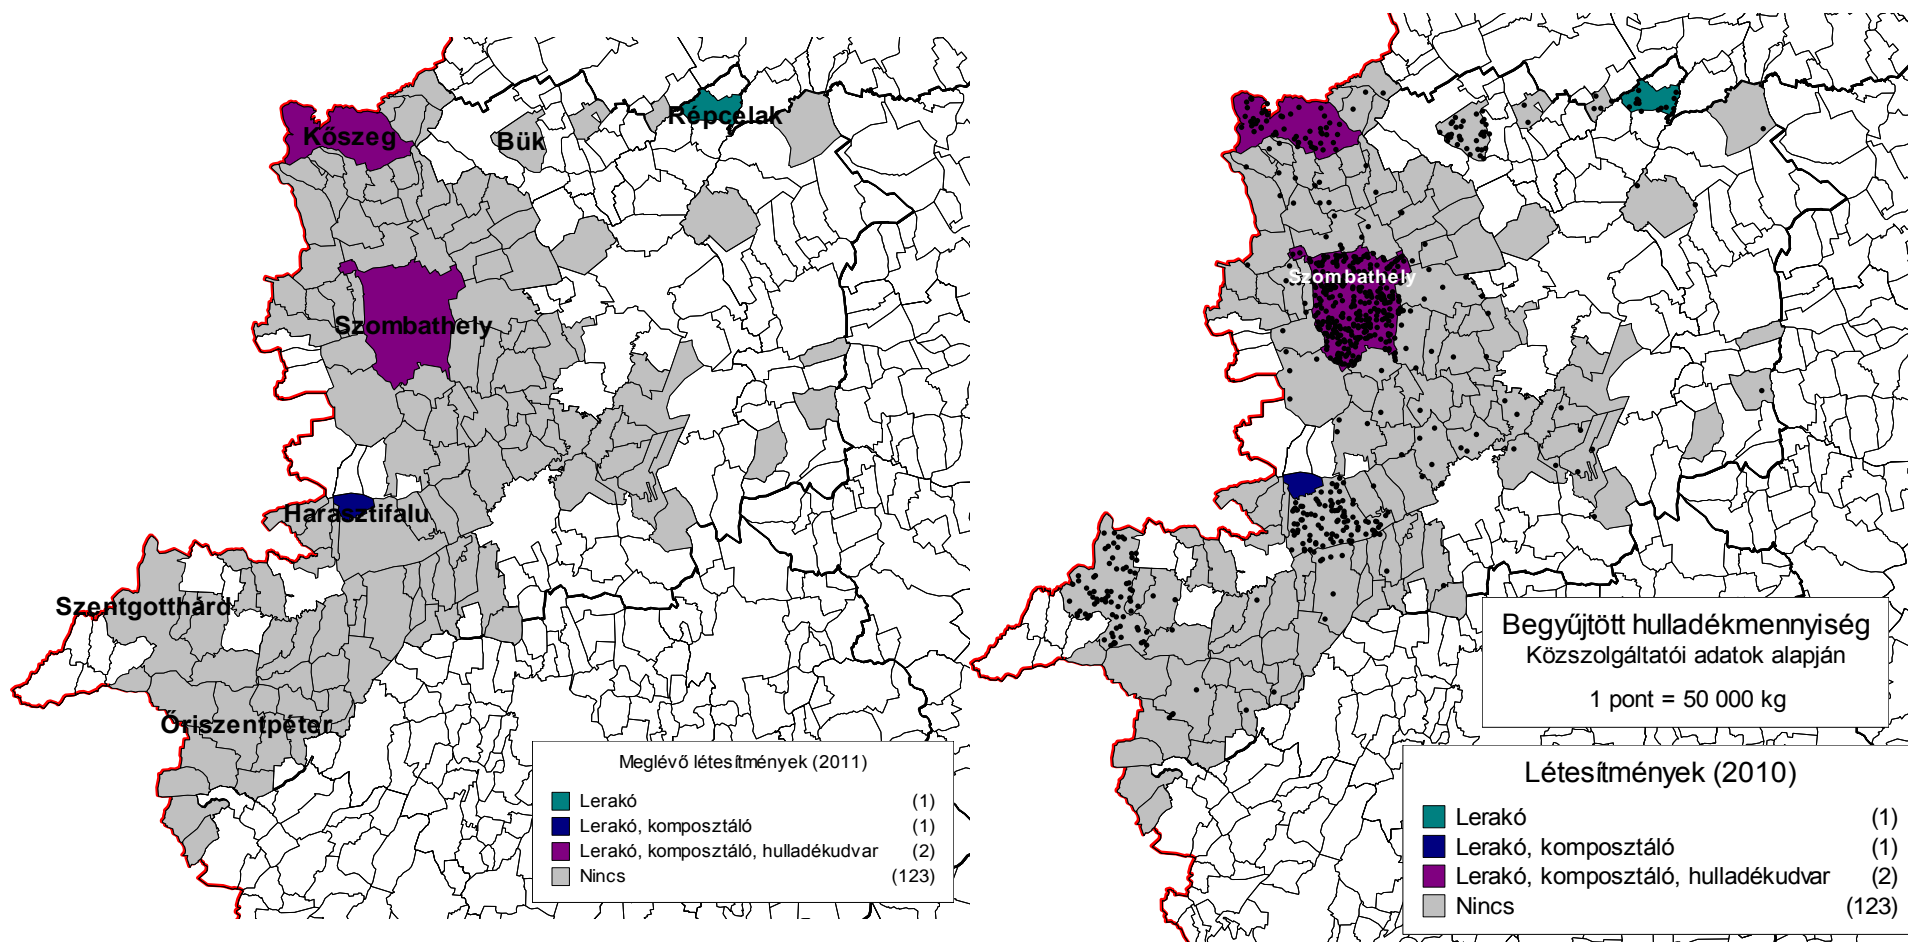 Kőszeg
Bük
Répcelak
Szombathely
Harasztifalu
Szentgotthárd
Őriszentpéter
Meglévő létesítmények (2011)
Lerakó (1)
Lerakó, komposztáló (1)
Lerakó, komposztáló, hulladékudvar (2)
Nincs (123)
Szombathely
Begyűjtött hulladékmennyiség
Közszolgáltatói adatok alapján
1 pont = 50 000 kg
Létesítmények (2010)
Lerakó (1)
Lerakó, komposztáló (1)
Lerakó, komposztáló, hulladékudvar (2)
Nincs (123)